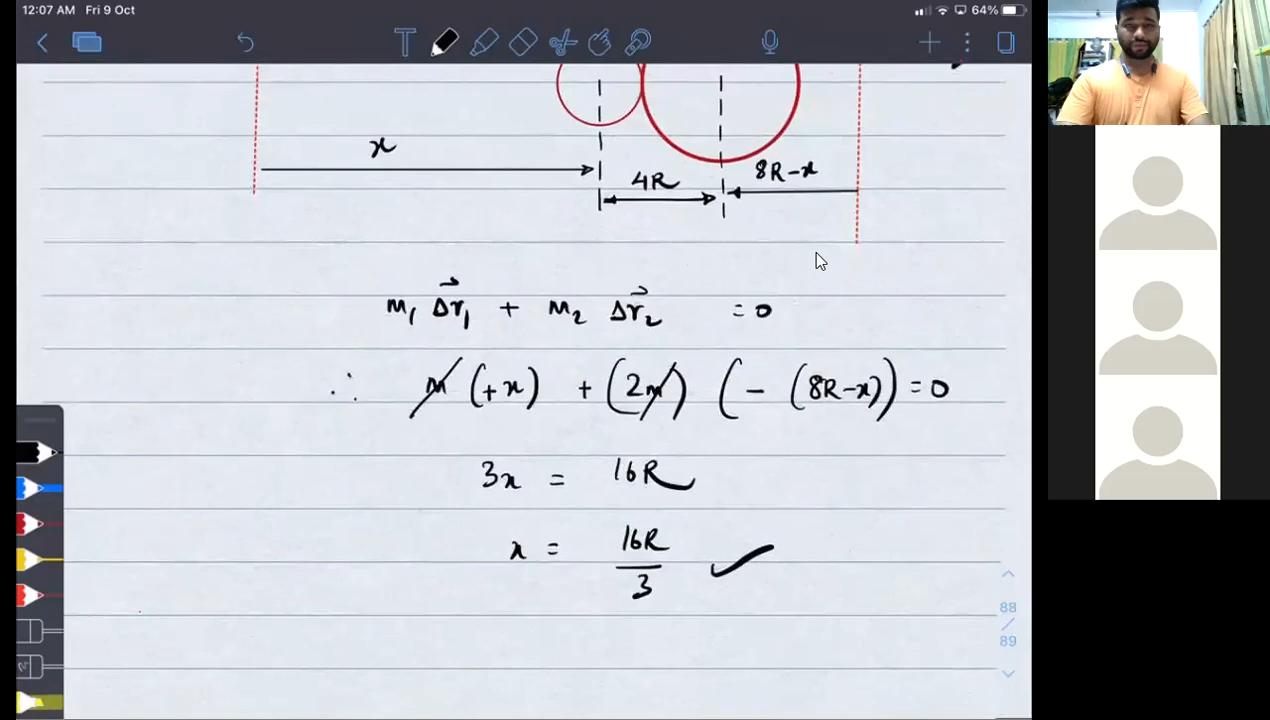 12:07 AM Fri 9 Oct 64%
T
x
4R 8R-x
m₁ Δr⃗₁ + m₂ Δr⃗₂ = 0
∴ m (+x) + (2m) (- (8R-x)) = 0
3x = 16R
x = 16R/3 ✓
88
/
89